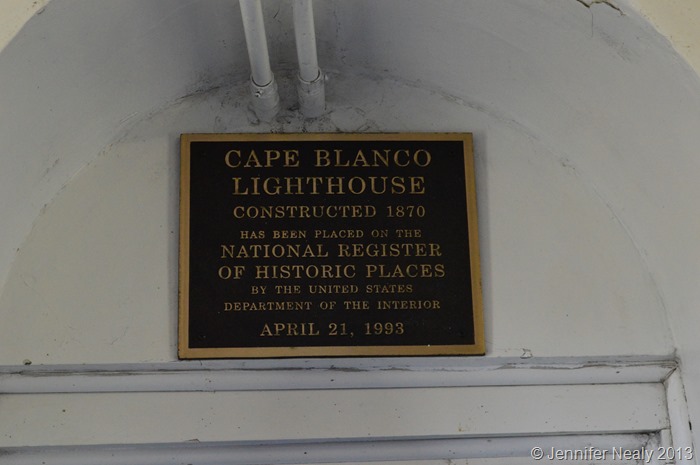 CAPE BLANCO
LIGHTHOUSE
CONSTRUCTED 1870
HAS BEEN PLACED ON THE
NATIONAL REGISTER
OF HISTORIC PLACES
BY THE UNITED STATES
DEPARTMENT OF THE INTERIOR
APRIL 21, 1993
© Jennifer Nealy 2013